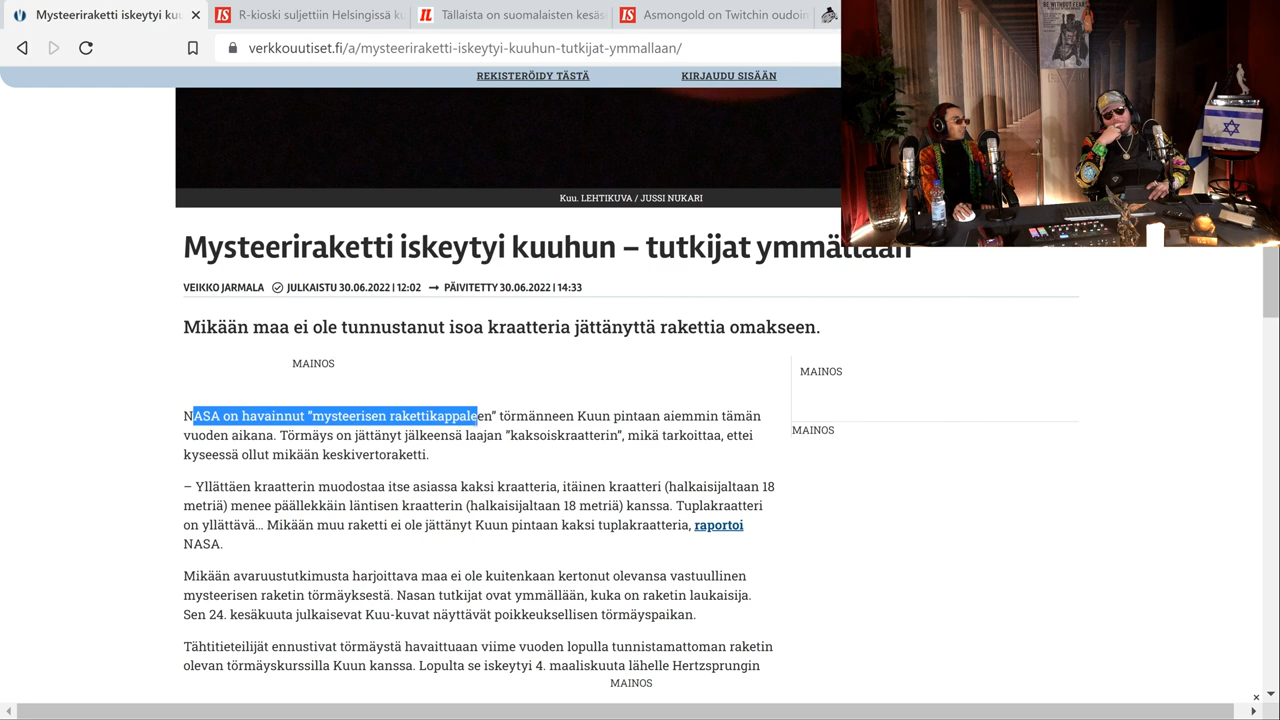 Mysteeriraketti iskeytyi kuu
R-kioski suljettiin Helsingissä ku
Tällaista on suomalaisten kesäse
Asmongold on Twitchin oudoin
verkkouutiset.fi/a/mysteeriraketti-iskeytyi-kuuhun-tutkijat-ymmallaan/
REKISTERÖIDY TÄSTÄ
KIRJAUDU SISÄÄN
BE WITHOUT FEAR
Kuu. LEHTIKUVA / JUSSI NUKARI
Mysteeriraketti iskeytyi kuuhun – tutkijat ymmällään
VEIKKO JARMALA JULKAISTU 30.06.2022 | 12:02 → PÄIVITETTY 30.06.2022 | 14:33
Mikään maa ei ole tunnustanut isoa kraatteria jättänyttä rakettia omakseen.
MAINOS
MAINOS
MAINOS
NASA on havainnut ”mysteerisen rakettikappaleen” törmänneen Kuun pintaan aiemmin tämän
vuoden aikana. Törmäys on jättänyt jälkeensä laajan ”kaksoiskraatterin”, mikä tarkoittaa, ettei
kyseessä ollut mikään keskivertoraketti.
– Yllättäen kraatterin muodostaa itse asiassa kaksi kraatteria, itäinen kraatteri (halkaisijaltaan 18
metriä) menee päällekkäin läntisen kraatterin (halkaisijaltaan 18 metriä) kanssa. Tuplakraatteri
on yllättävä… Mikään muu raketti ei ole jättänyt Kuun pintaan kaksi tuplakraatteria, raportoi
NASA.
Mikään avaruustutkimusta harjoittava maa ei ole kuitenkaan kertonut olevansa vastuullinen
mysteerisen raketin törmäyksestä. Nasan tutkijat ovat ymmällään, kuka on raketin laukaisija.
Sen 24. kesäkuuta julkaisevat Kuu-kuvat näyttävät poikkeuksellisen törmäyspaikan.
Tähtitieteilijät ennustivat törmäystä havaittuaan viime vuoden lopulla tunnistamattoman raketin
olevan törmäyskurssilla Kuun kanssa. Lopulta se iskeytyi 4. maaliskuuta lähelle Hertzsprungin
MAINOS